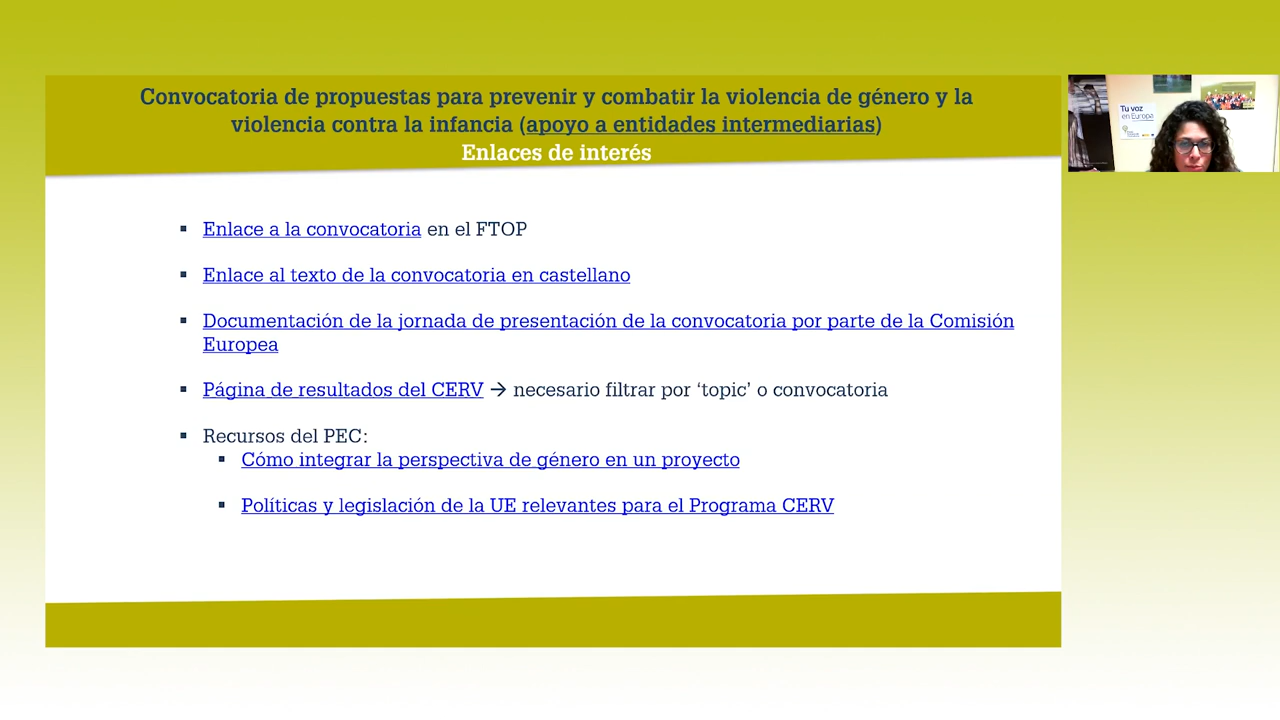 Convocatoria de propuestas para prevenir y combatir la violencia de género y la
violencia contra la infancia (apoyo a entidades intermediarias)
Enlaces de interés
▪ Enlace a la convocatoria en el FTOP
▪ Enlace al texto de la convocatoria en castellano
▪ Documentación de la jornada de presentación de la convocatoria por parte de la Comisión
Europea
▪ Página de resultados del CERV → necesario filtrar por ‘topic’ o convocatoria
▪ Recursos del PEC:
▪ Cómo integrar la perspectiva de género en un proyecto
▪ Políticas y legislación de la UE relevantes para el Programa CERV
Tu voz
en Europa